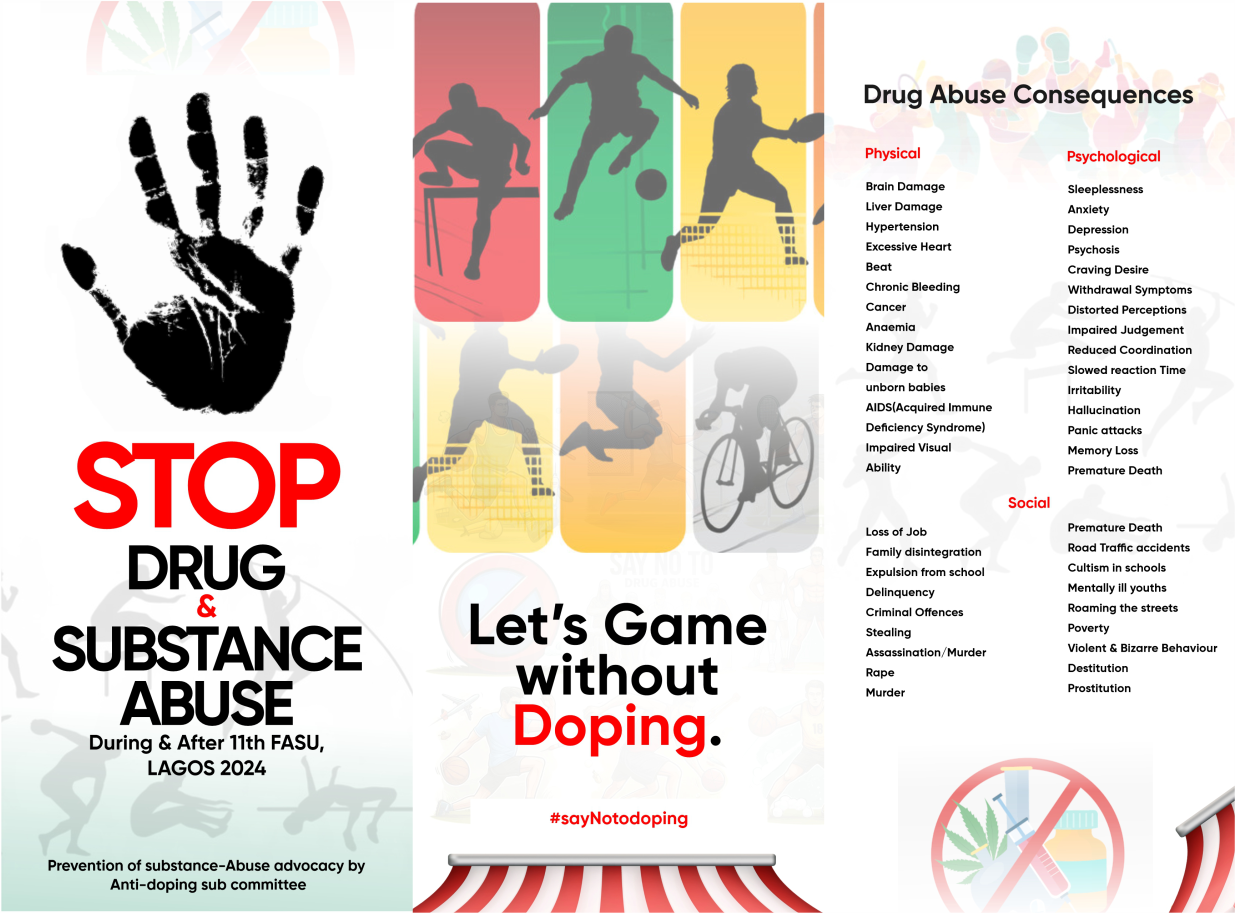 STOP
DRUG
&
SUBSTANCE
ABUSE
During & After 11th FASU,
LAGOS 2024
Prevention of substance-Abuse advocacy by
Anti-doping sub committee
SAY NO TO
Let's Game
without
Doping.
#sayNotodoping
Drug Abuse Consequences
Physical
Brain Damage
Liver Damage
Hypertension
Excessive Heart
Beat
Chronic Bleeding
Cancer
Anaemia
Kidney Damage
Damage to
unborn babies
AIDS(Acquired Immune
Deficiency Syndrome)
Impaired Visual
Ability
Psychological
Sleeplessness
Anxiety
Depression
Psychosis
Craving Desire
Withdrawal Symptoms
Distorted Perceptions
Impaired Judgement
Reduced Coordination
Slowed reaction Time
Irritability
Hallucination
Panic attacks
Memory Loss
Premature Death
Social
Loss of Job
Family disintegration
Expulsion from school
Delinquency
Criminal Offences
Stealing
Assassination/Murder
Rape
Murder
Premature Death
Road Traffic accidents
Cultism in schools
Mentally ill youths
Roaming the streets
Poverty
Violent & Bizarre Behaviour
Destitution
Prostitution